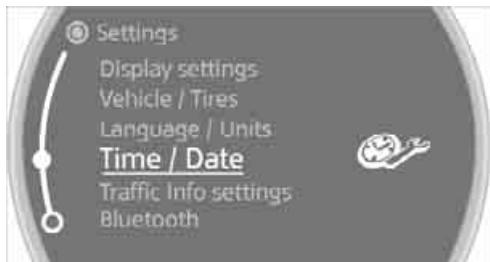 Settings
Display settings
Vehicle / Tires
Language / Units
Time / Date
Traffic Info settings
Bluetooth